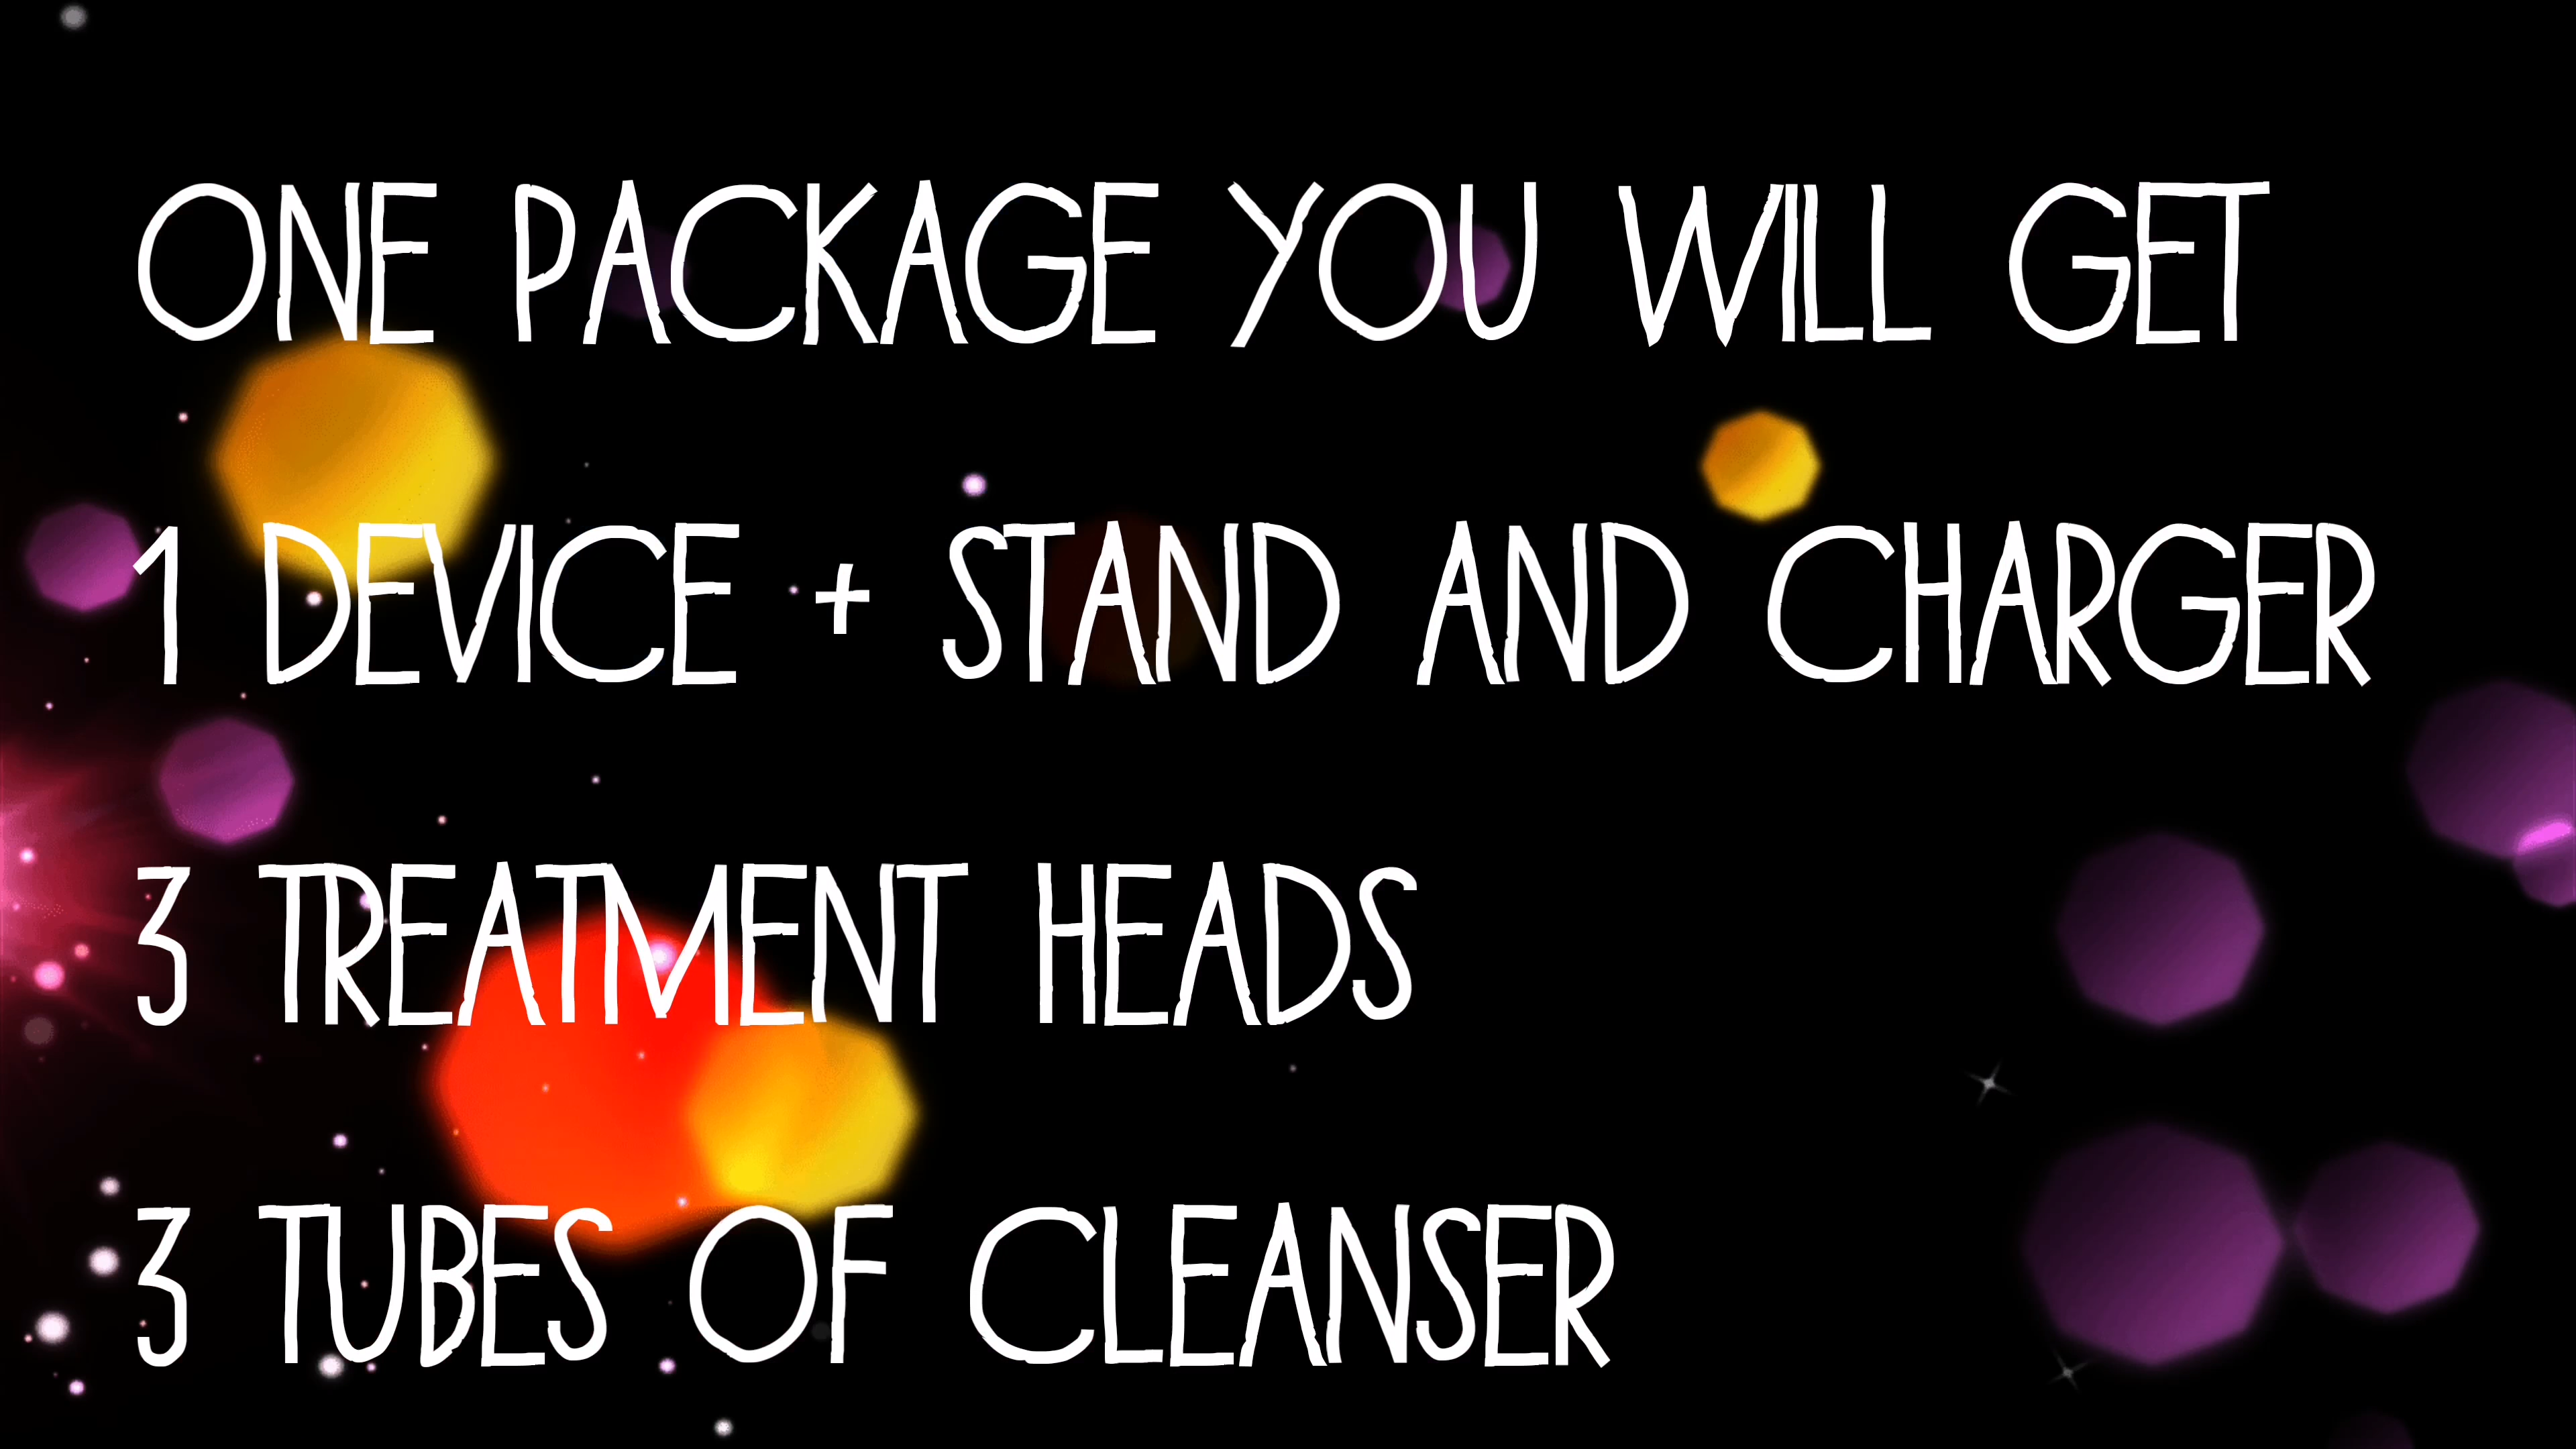 ONE PACKAGE YOU WILL GET
1 DEVICE + STAND AND CHARGER
3 TREATMENT HEADS
3 TUBES OF CLEANSER